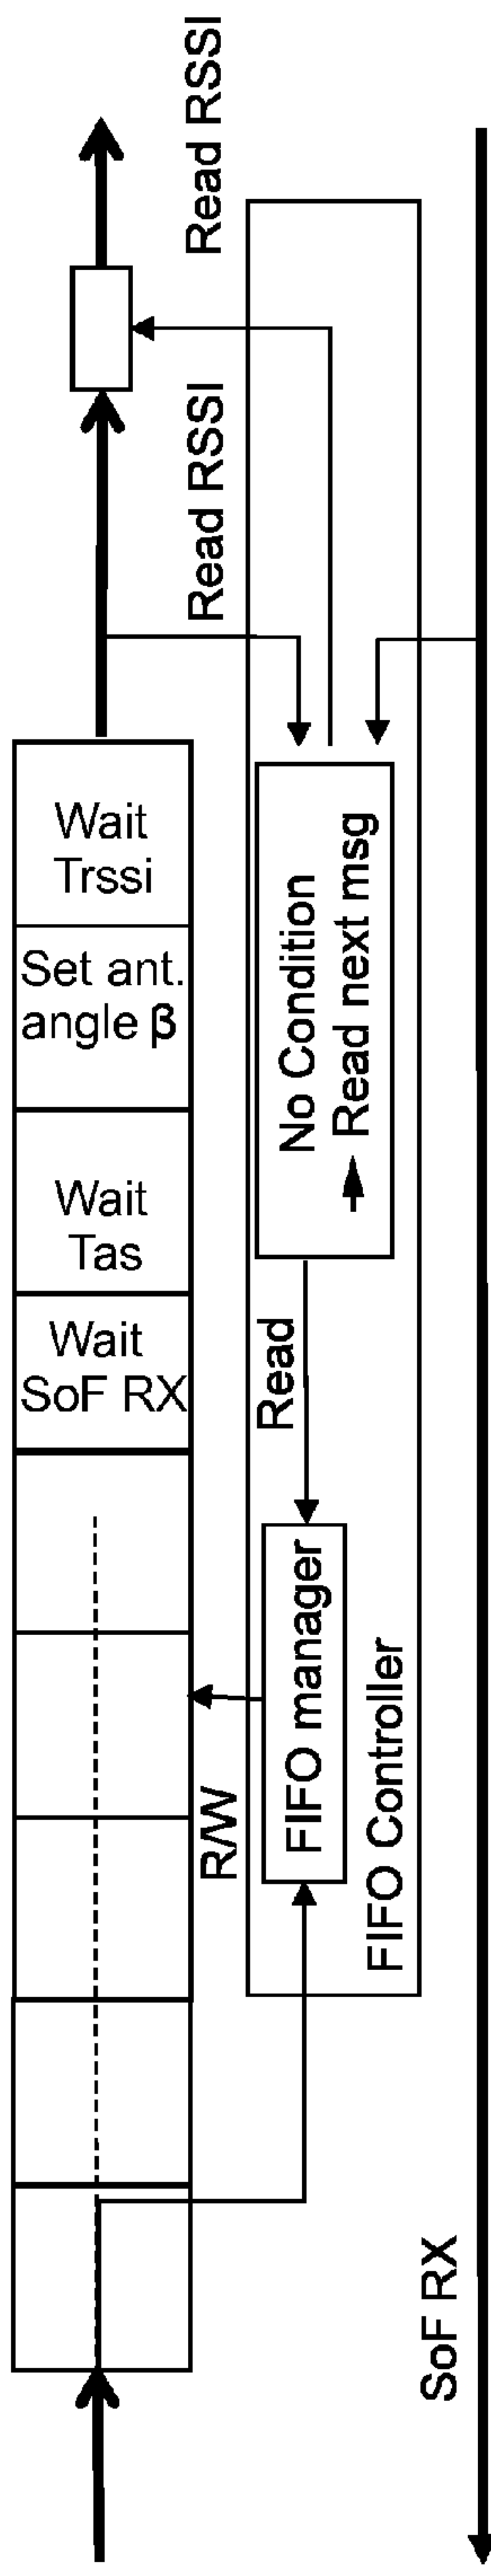 Read RSSI
Read RSSI
Wait
Trssi
Set ant.
angle β
Wait
Tas
Wait
SoF RX
No Condition
→ Read next msg
Read
FIFO manager
R/W
FIFO Controller
SoF RX